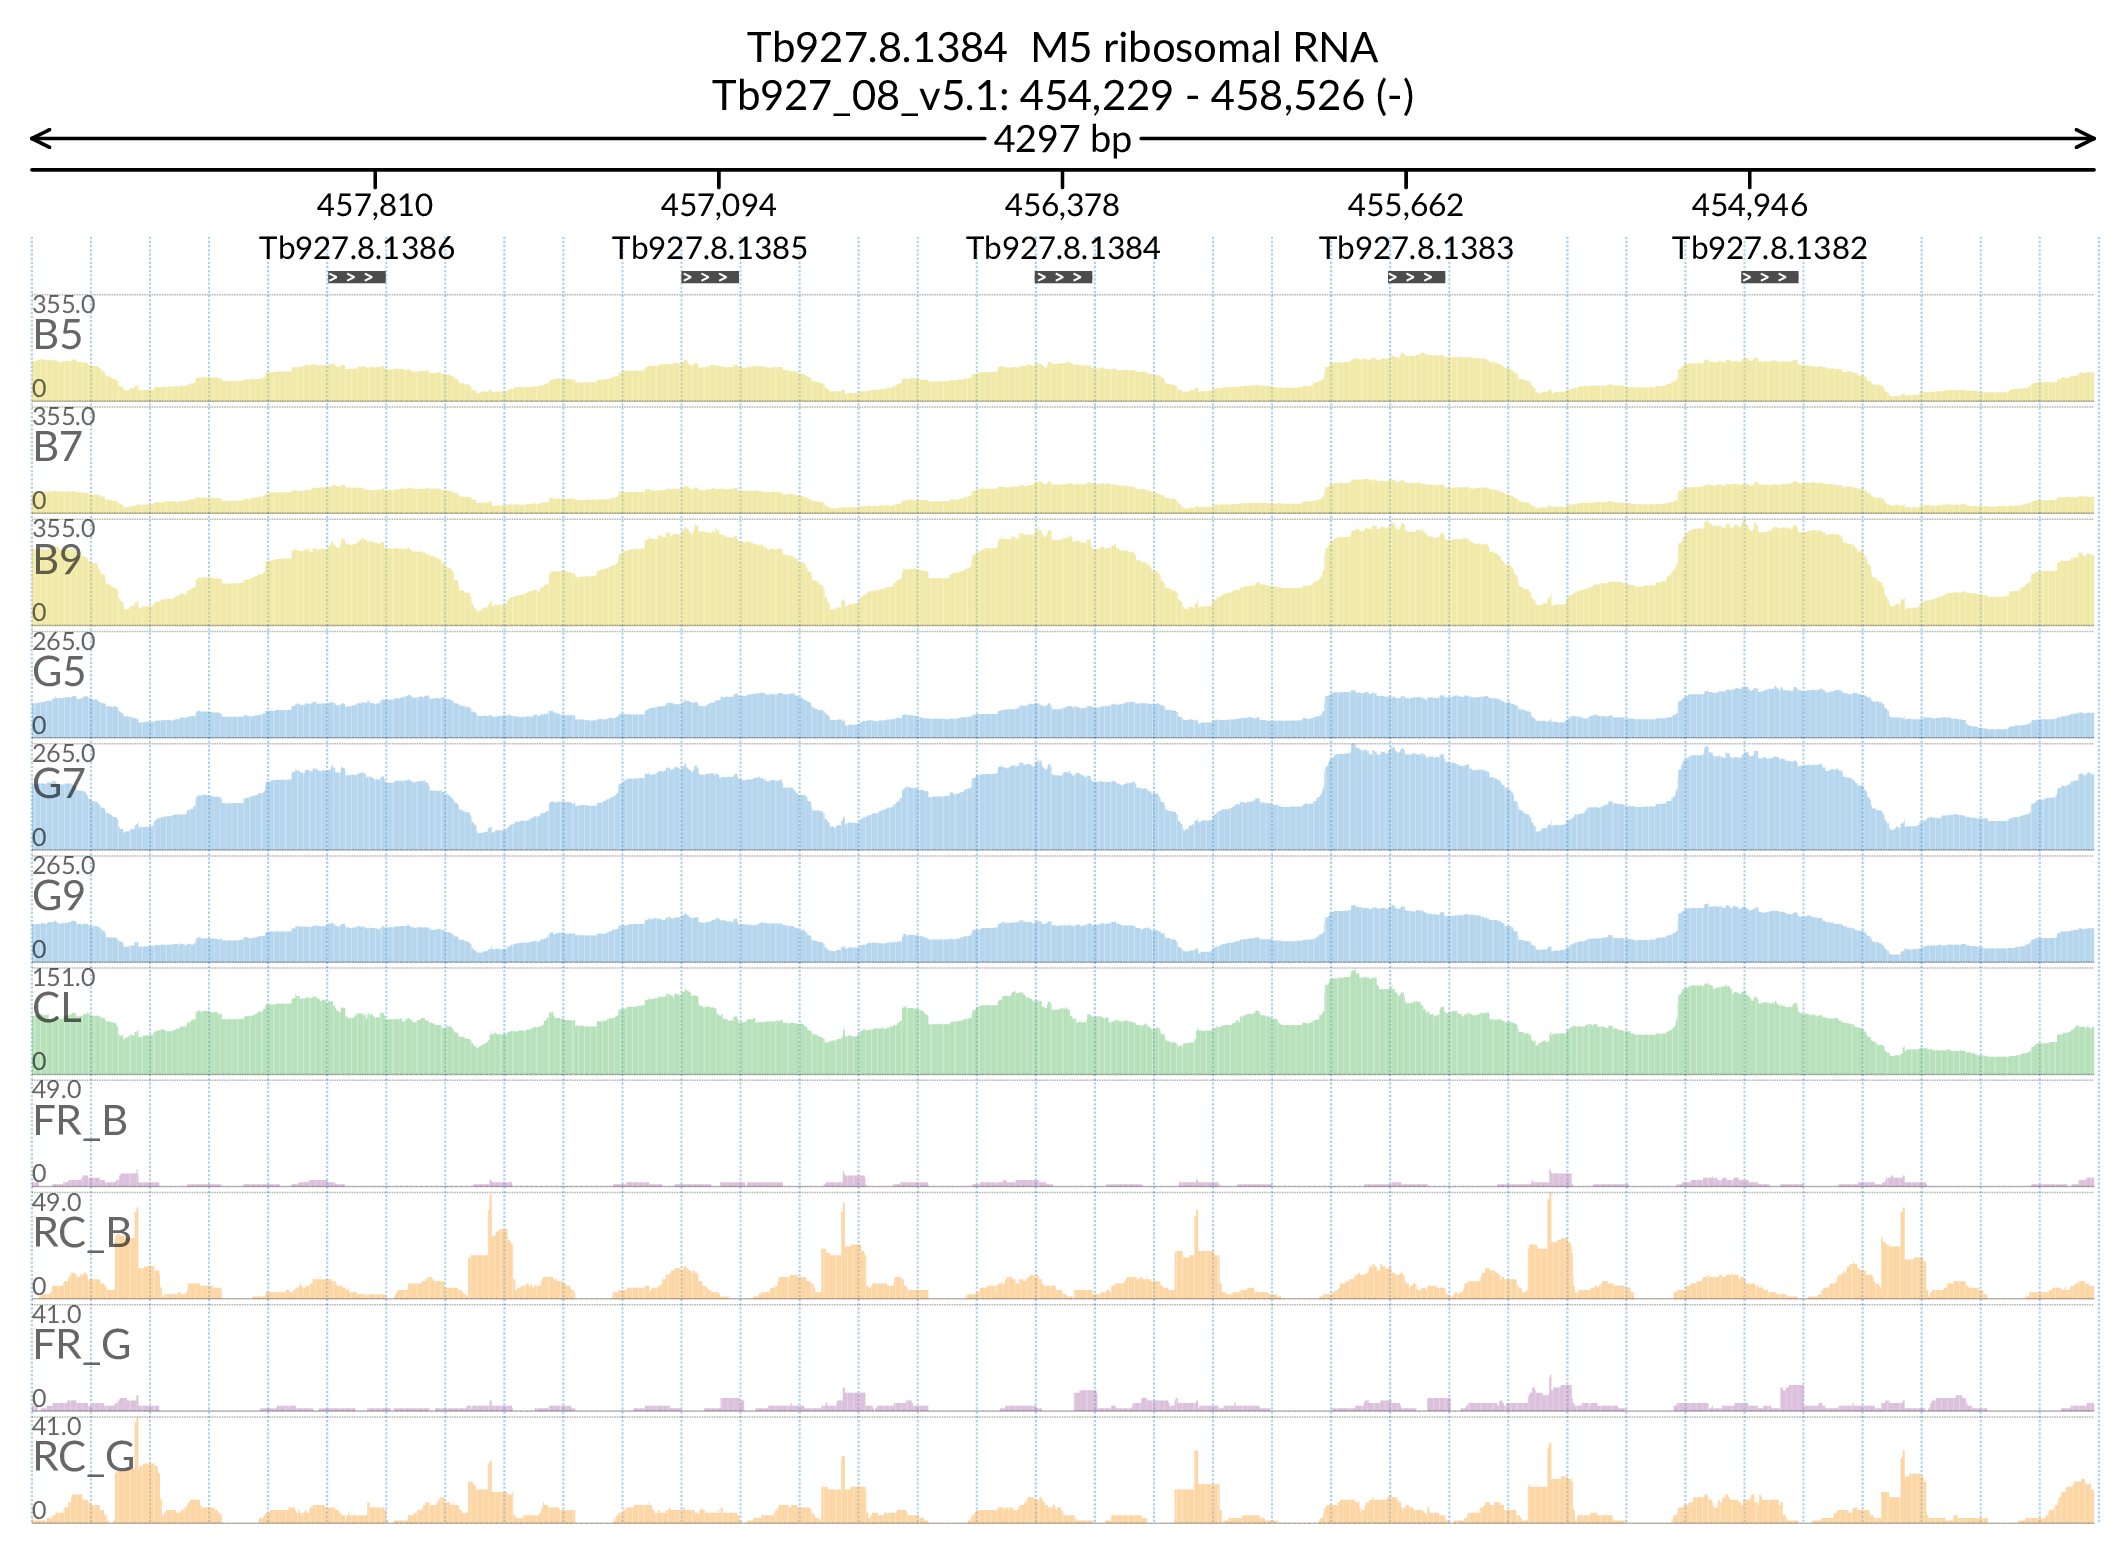 Tb927.8.1384 M5 ribosomal RNA
Tb927_08_v5.1: 454,229 - 458,526 (-)
4297 bp
457,810 457,094 456,378 455,662 454,946
Tb927.8.1386 Tb927.8.1385 Tb927.8.1384 Tb927.8.1383 Tb927.8.1382
355.0
B5
0
355.0
B7
0
355.0
B9
0
265.0
G5
0
265.0
G7
0
265.0
G9
0
151.0
CL
0
49.0
FR_B
0
49.0
RC_B
0
41.0
FR_G
0
41.0
RC_G
0